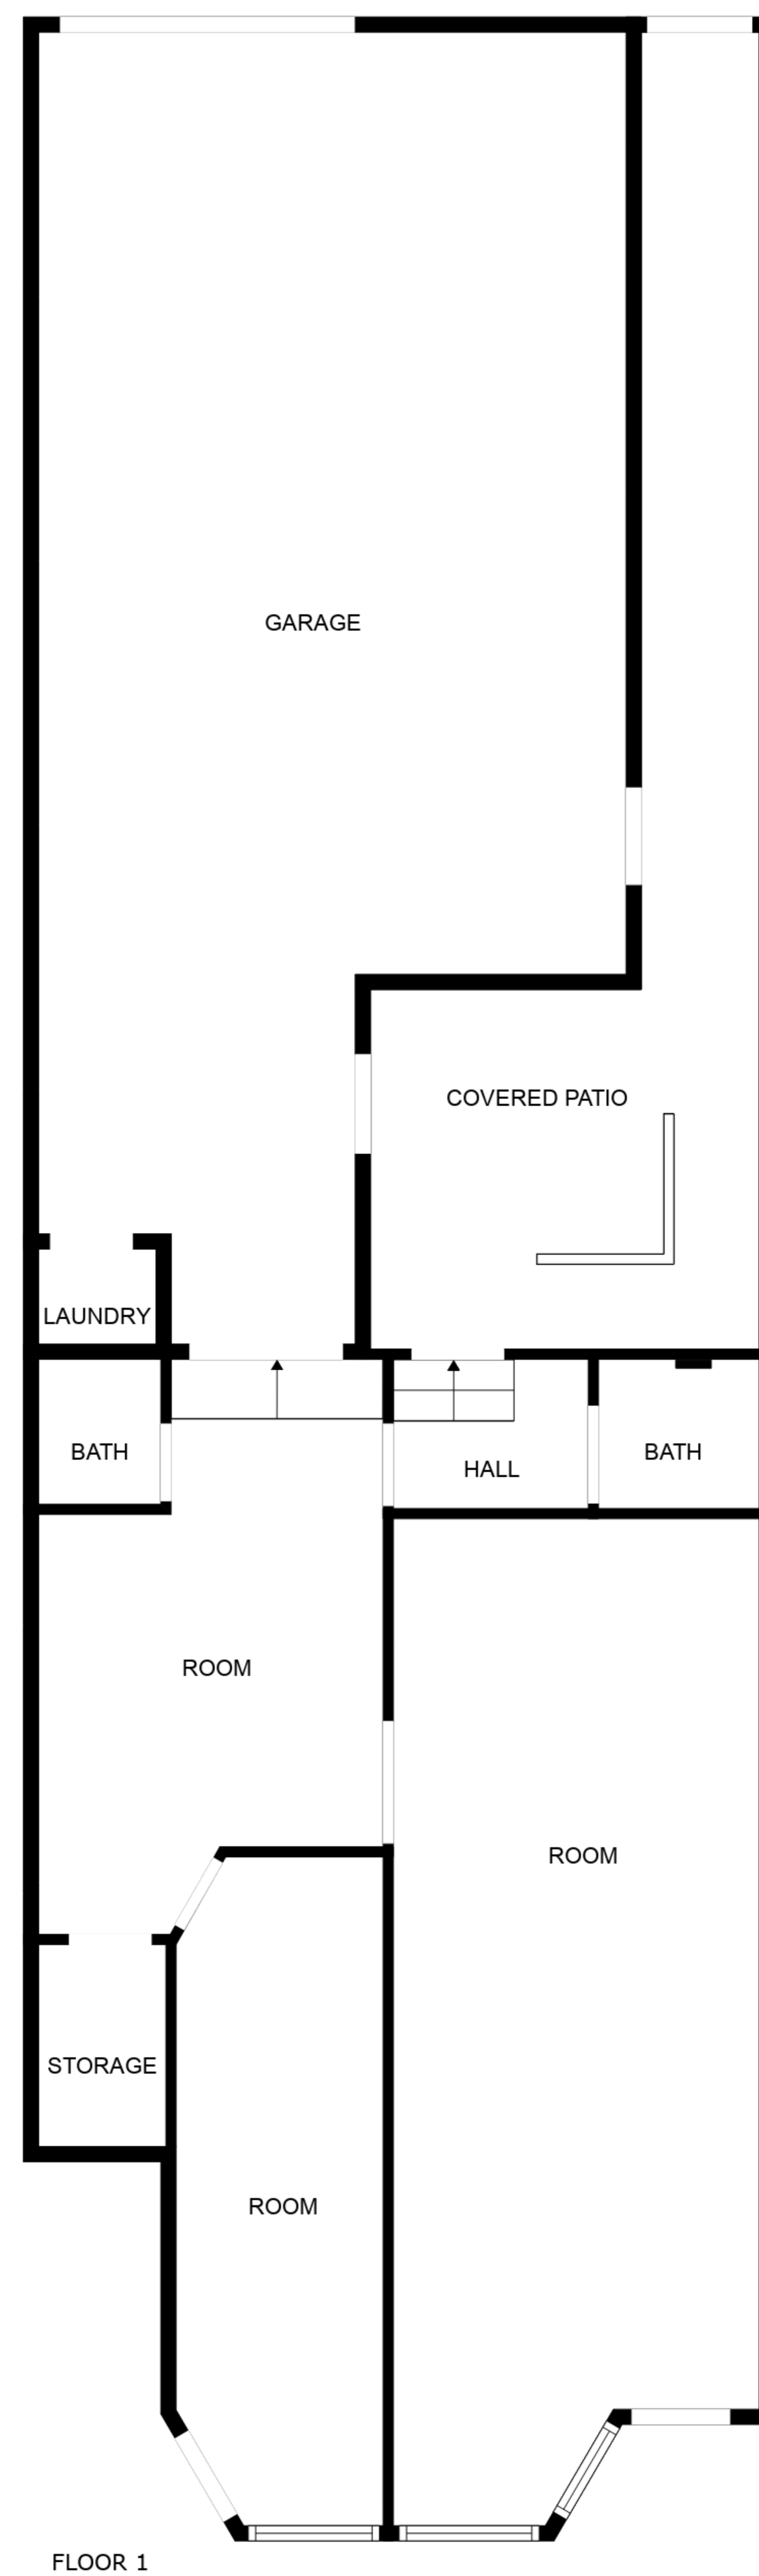 GARAGE
COVERED PATIO
LAUNDRY
BATH
HALL
BATH
ROOM
ROOM
STORAGE
ROOM
FLOOR 1